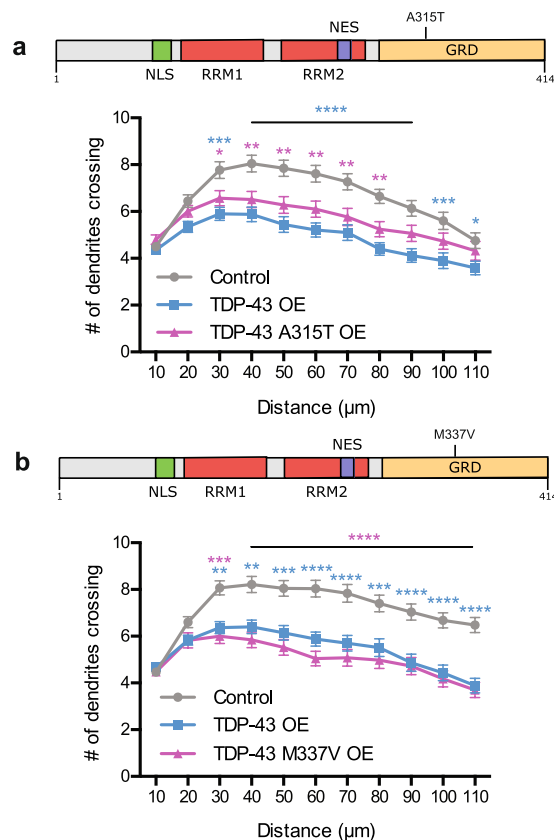 a
A315T
NES
GRD
1
414
NLS
RRM1
RRM2
****
***
*
**
**
**
**
**
***
*
10
8
6
4
2
0
# of dendrites crossing
Control
TDP-43 OE
TDP-43 A315T OE
10 20 30 40 50 60 70 80 90 100 110
Distance (µm)
b
M337V
NES
GRD
1
414
NLS
RRM1
RRM2
****
***
**
**
***
****
****
***
****
****
****
10
8
6
4
2
0
# of dendrites crossing
Control
TDP-43 OE
TDP-43 M337V OE
10 20 30 40 50 60 70 80 90 100 110
Distance (µm)